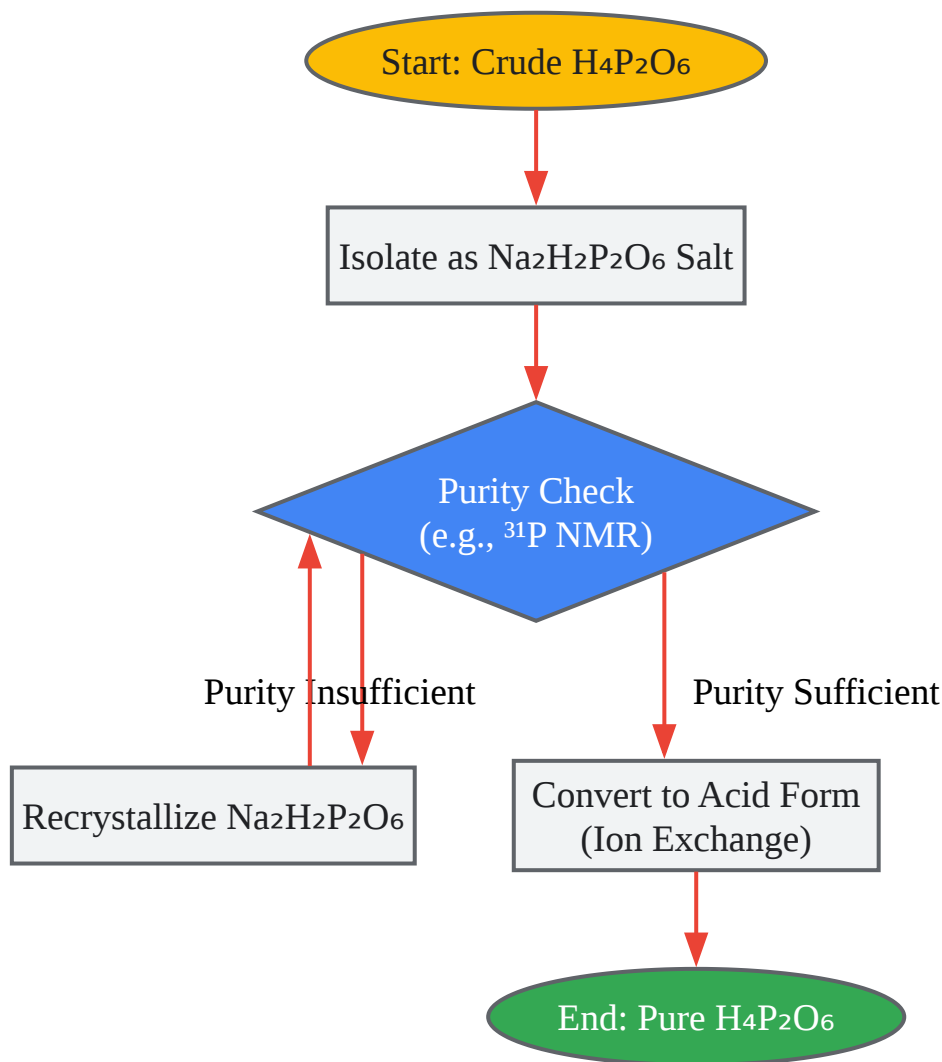 Start: Crude H₄P₂O₆
Isolate as Na₂H₂P₂O₆ Salt
Purity Check
(e.g., ³¹P NMR)
Purity Insufficient
Purity Sufficient
Recrystallize Na₂H₂P₂O₆
Convert to Acid Form
(Ion Exchange)
End: Pure H₄P₂O₆